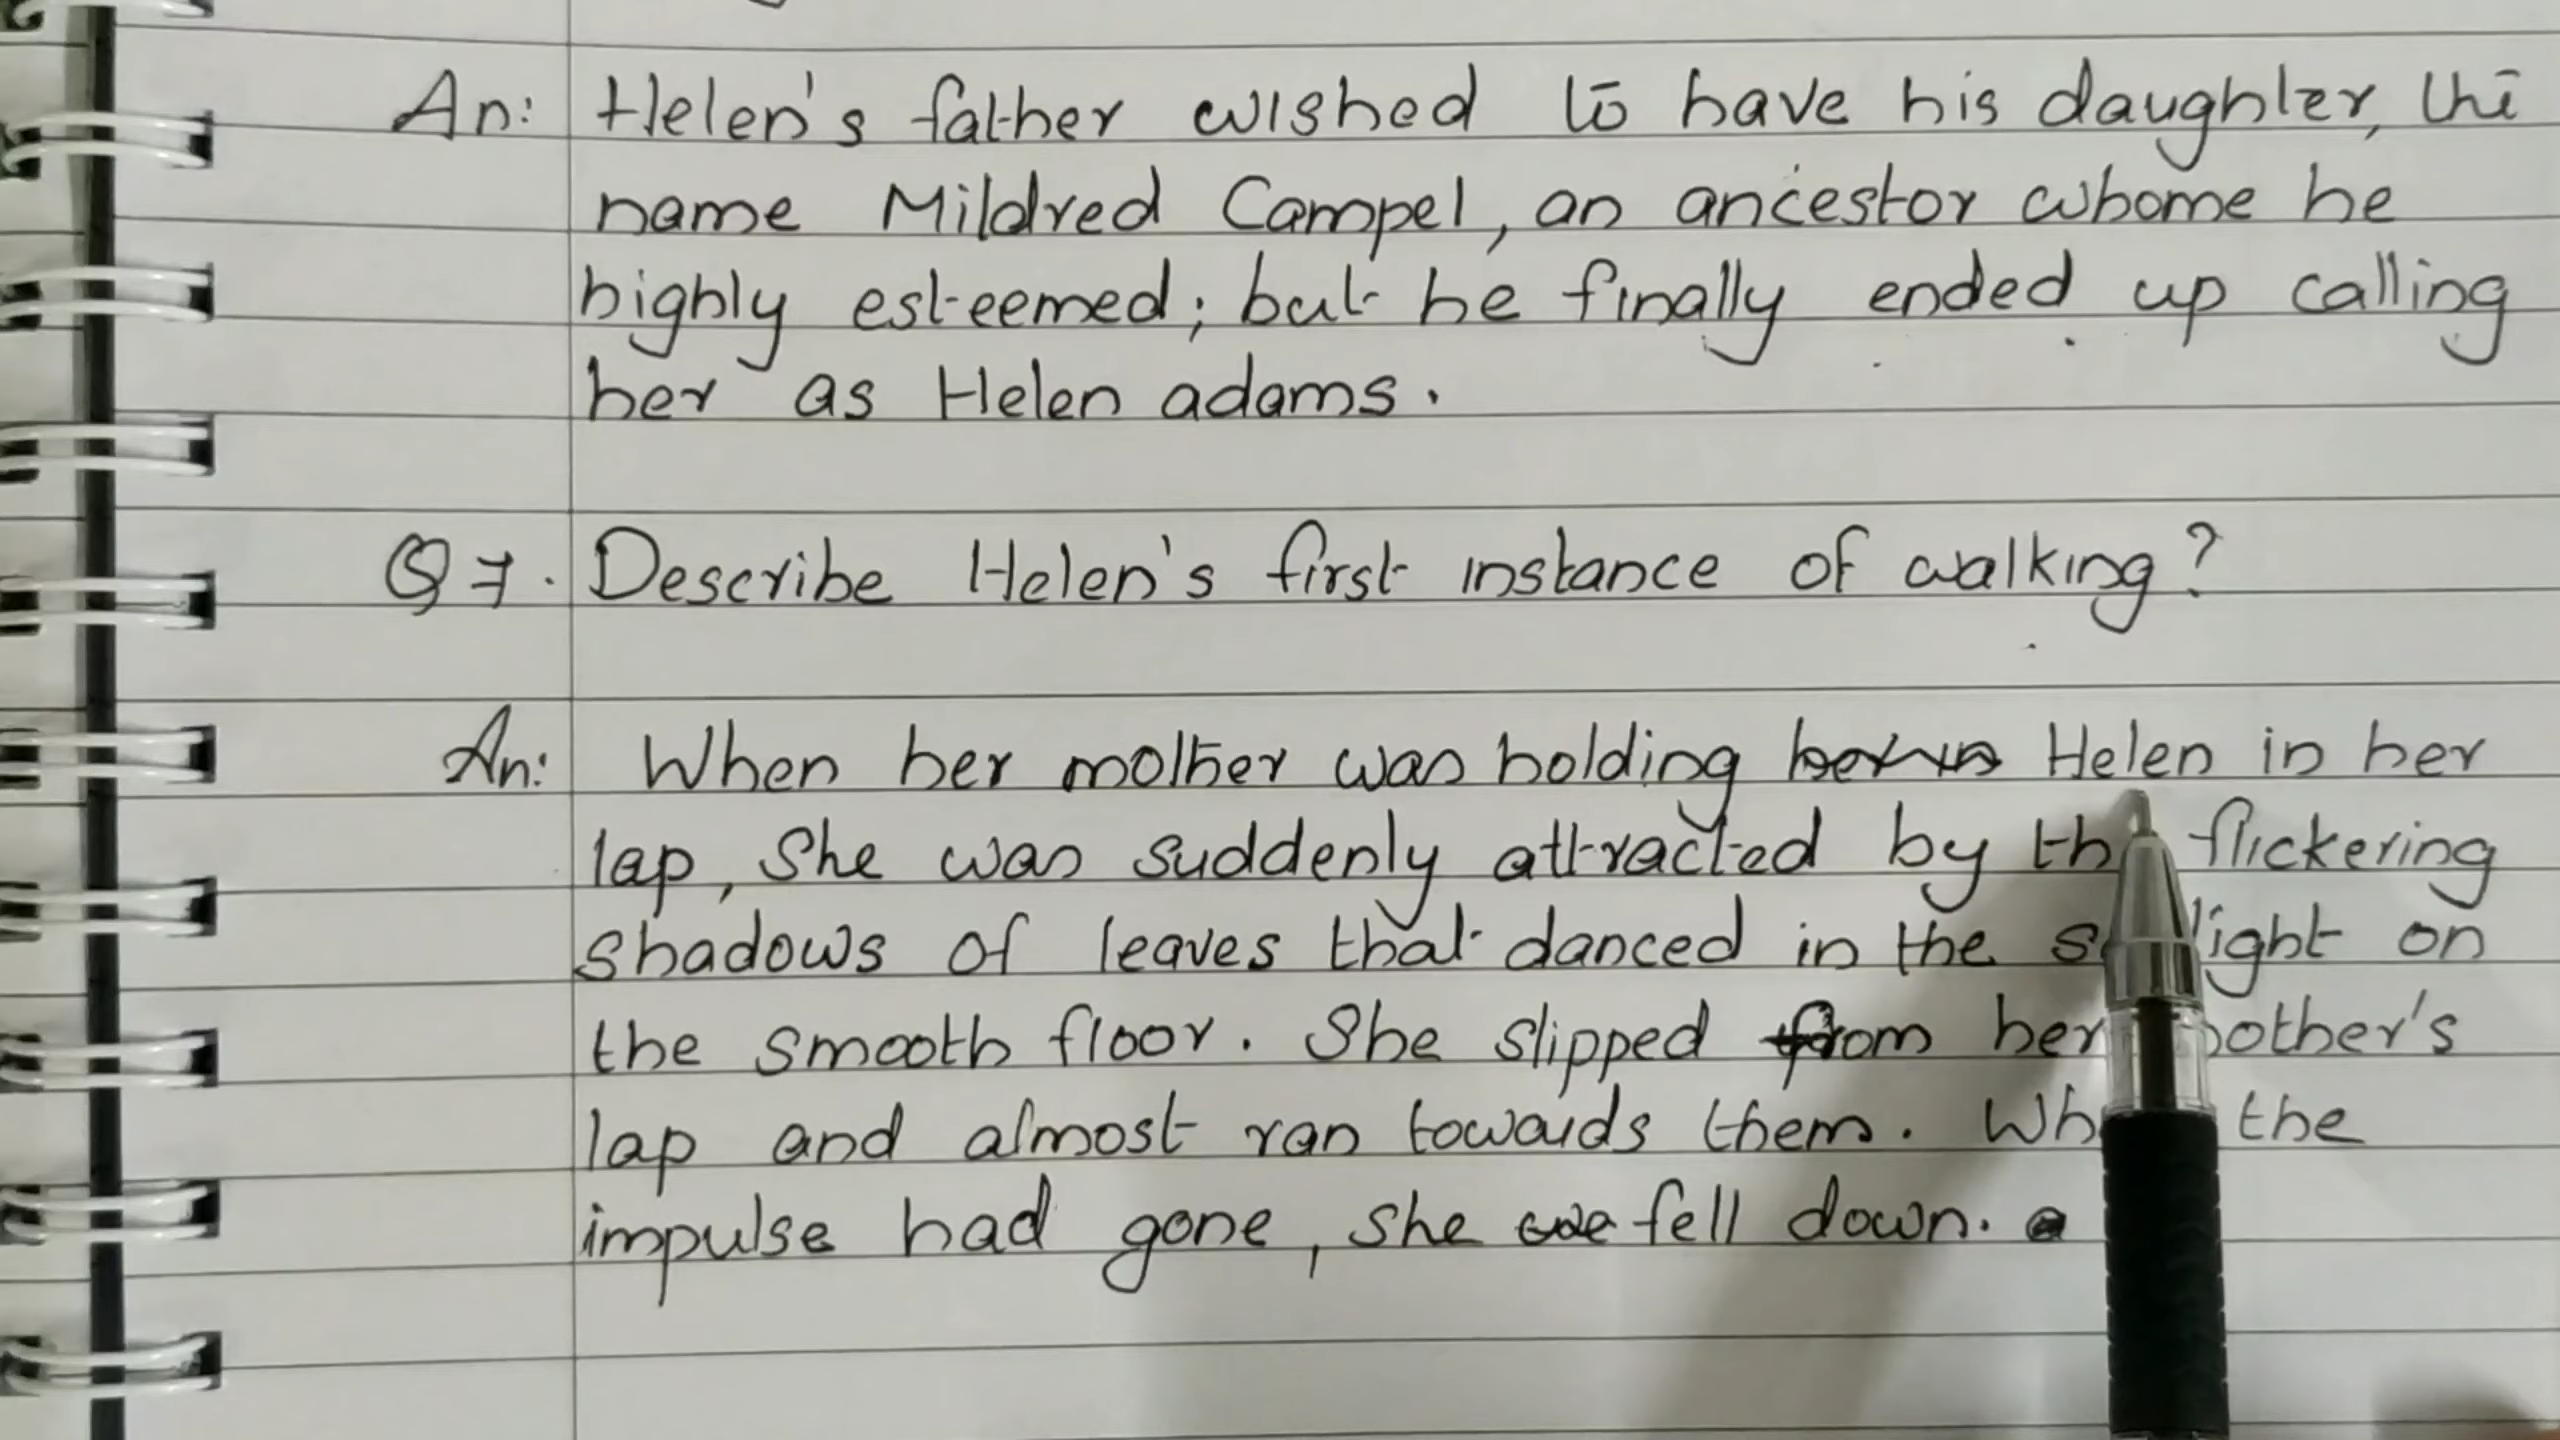 An: Helen's father wished to have his daughter, the
name Mildred Campel, an ancestor whome he
highly esteemed; but he finally ended up calling
her as Helen adams.
Q7. Describe Helen's first instance of walking?
An: When her mother was holding Helen in her
lap, She was suddenly attracted by the flickering
shadows of leaves that danced in the light on
the smooth floor. She slipped from her mother's
lap and almost ran towards them. the
impulse had gone, she fell down.